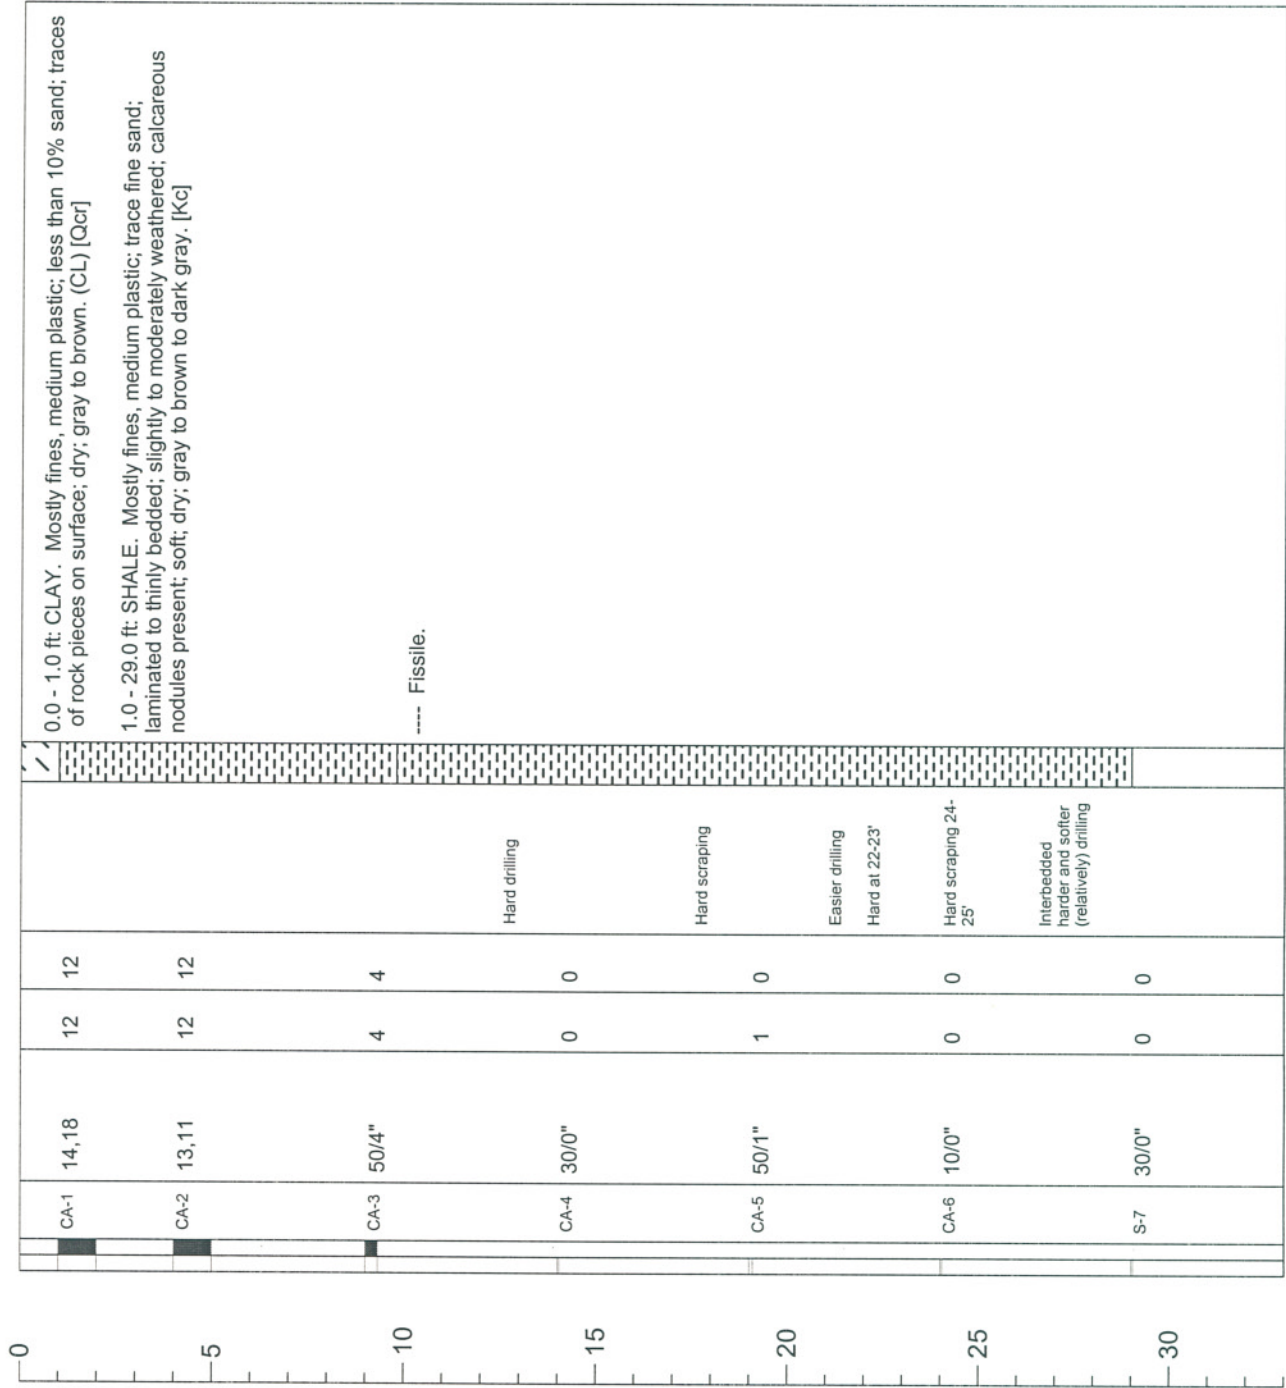 0
5
10
15
20
25
30
CA-1
CA-2
CA-3
CA-4
CA-5
CA-6
S-7
14,18
13,11
50/4"
30/0"
50/1"
10/0"
30/0"
12
12
4
0
1
0
0
12
12
4
0
0
0
0
Hard drilling
Hard scraping
Easier drilling
Hard at 22-23'
Hard scraping 24-
25'
Interbedded
harder and softer
(relatively) drilling
0.0 - 1.0 ft: CLAY. Mostly fines, medium plastic; less than 10% sand; traces
of rock pieces on surface; dry; gray to brown. (CL) [Qcr]
1.0 - 29.0 ft: SHALE. Mostly fines, medium plastic; trace fine sand;
laminated to thinly bedded; slightly to moderately weathered; calcareous
nodules present; soft; dry; gray to brown to dark gray. [Kc]
---- Fissile.